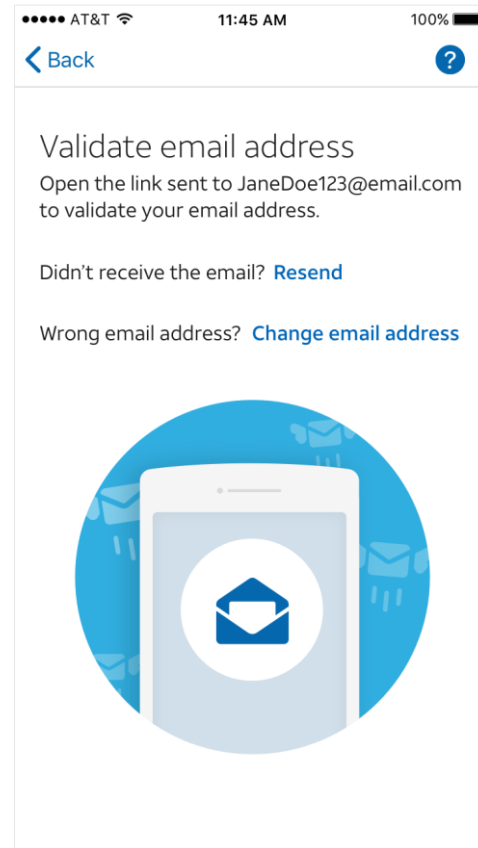 AT&T 11:45 AM 100%
Back ?
Validate email address
Open the link sent to JaneDoe123@email.com
to validate your email address.
Didn't receive the email? Resend
Wrong email address? Change email address